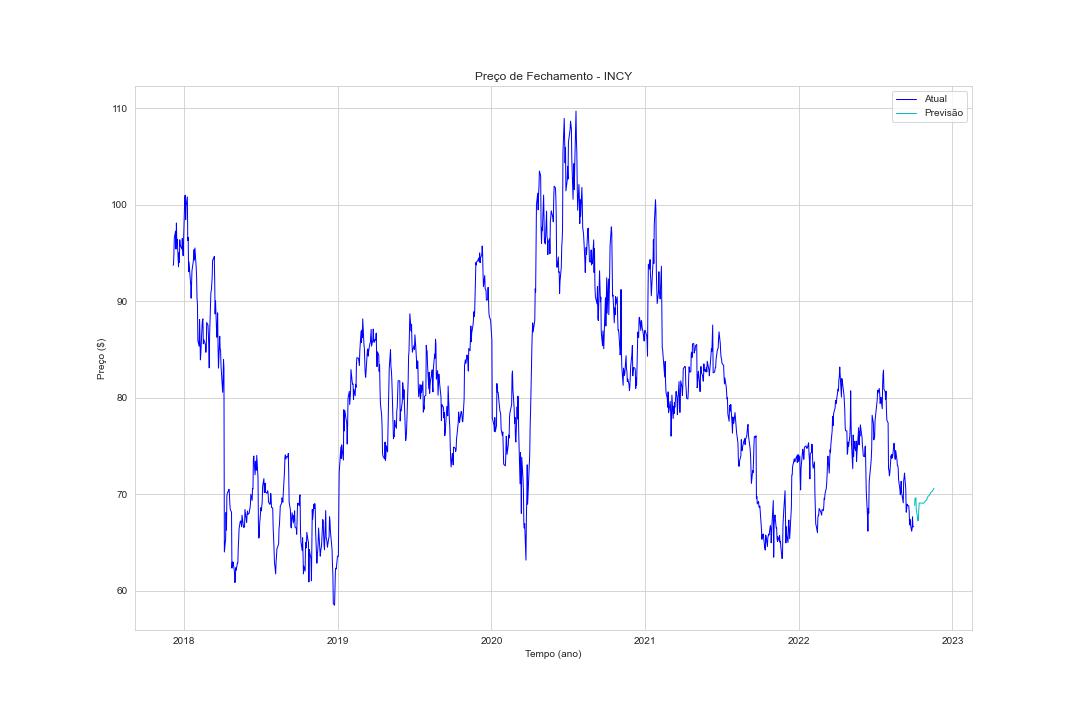 Preço de Fechamento - INCY
Atual
Previsão
110
100
90
80
70
60
Preço ($)
2018
2019
2020
2021
2022
2023
Tempo (ano)